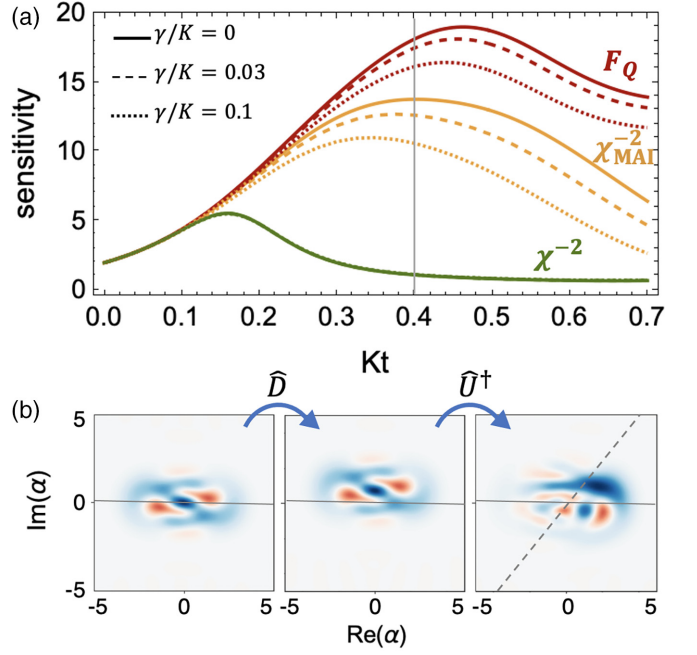 (a)
20
15
10
5
0
sensitivity
γ/K = 0
γ/K = 0.03
γ/K = 0.1
F_Q
χ_MAI^−2
χ^−2
0.0 0.1 0.2 0.3 0.4 0.5 0.6 0.7
Kt
(b)
D̂ Û†
5
0
-5
Im(α)
-5 0 5 -5 0 5 -5 0 5
Re(α)